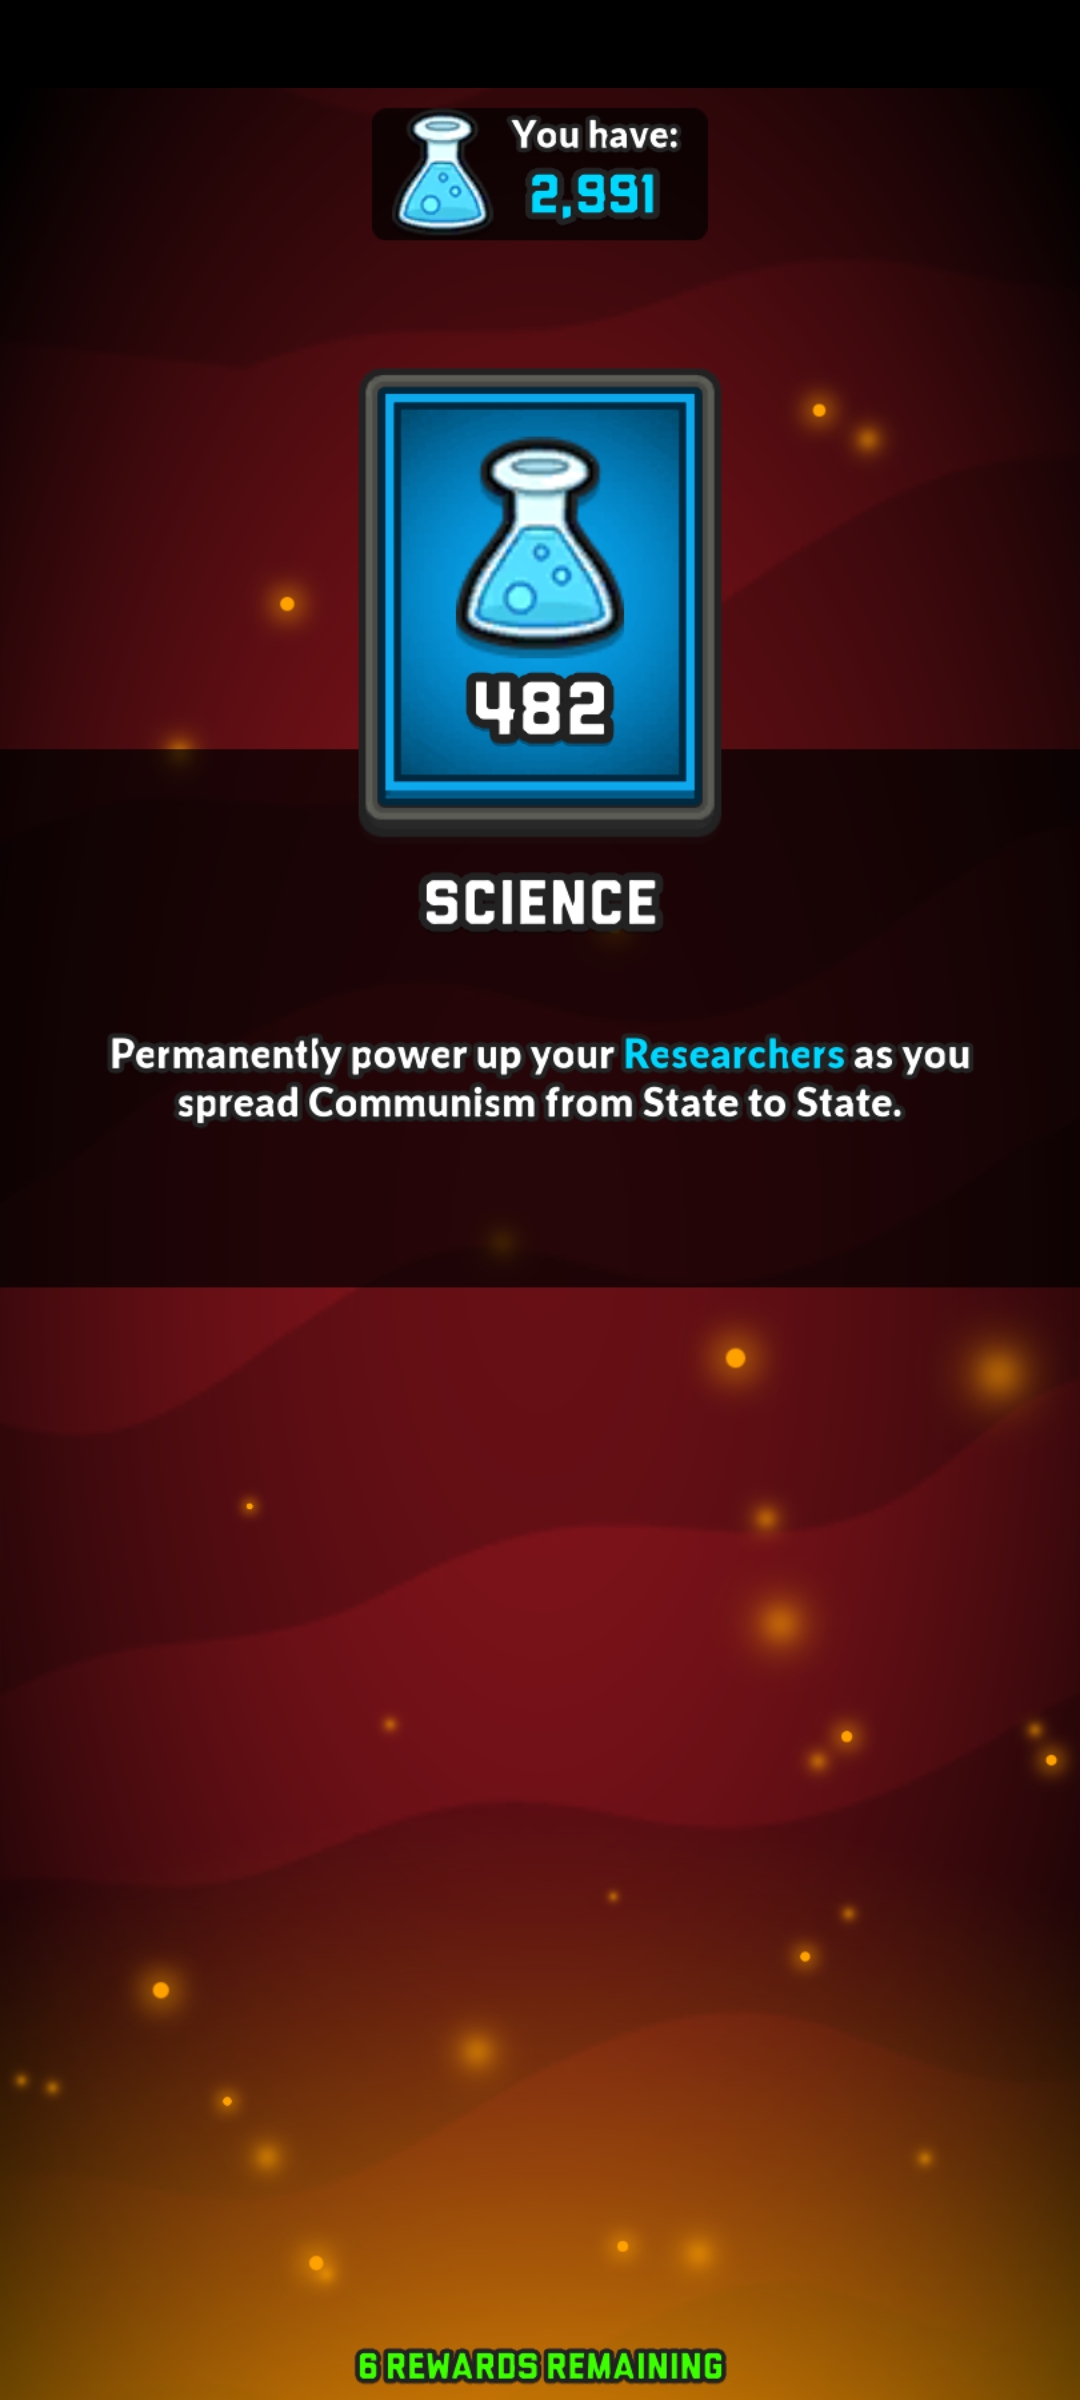 You have:
2,991
482
SCIENCE
Permanently power up your Researchers as you
spread Communism from State to State.
6 REWARDS REMAINING